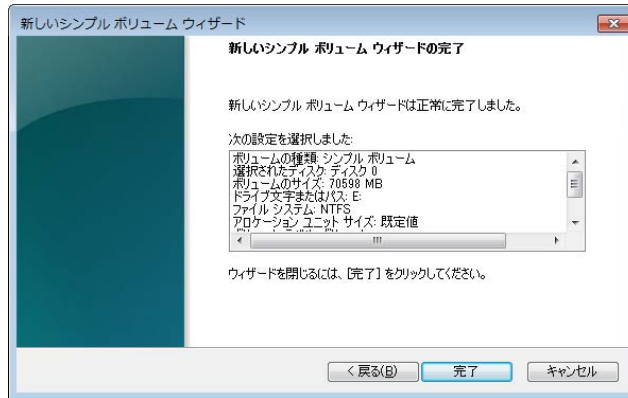 新しいシンプル ボリューム ウィザード
新しいシンプル ボリューム ウィザードの完了
新しいシンプル ボリューム ウィザードは正常に完了しました。
次の設定を選択しました:
ボリュームの種類: シンプル ボリューム
選択されたディスク: ディスク 0
ボリュームのサイズ: 70598 MB
ドライブ文字またはパス: E:
ファイル システム: NTFS
アロケーション ユニット サイズ: 既定値
ウィザードを閉じるには、[完了] をクリックしてください。
< 戻る(B) 完了 キャンセル